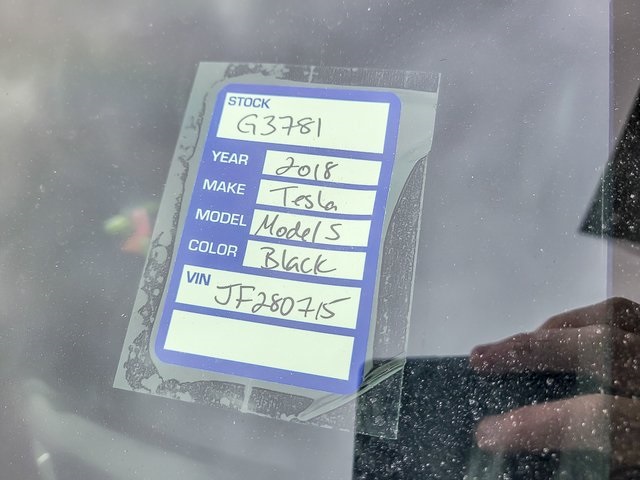 STOCK
G3781
YEAR 2018
MAKE Tesla
MODEL Model S
COLOR Black
VIN
JF280715